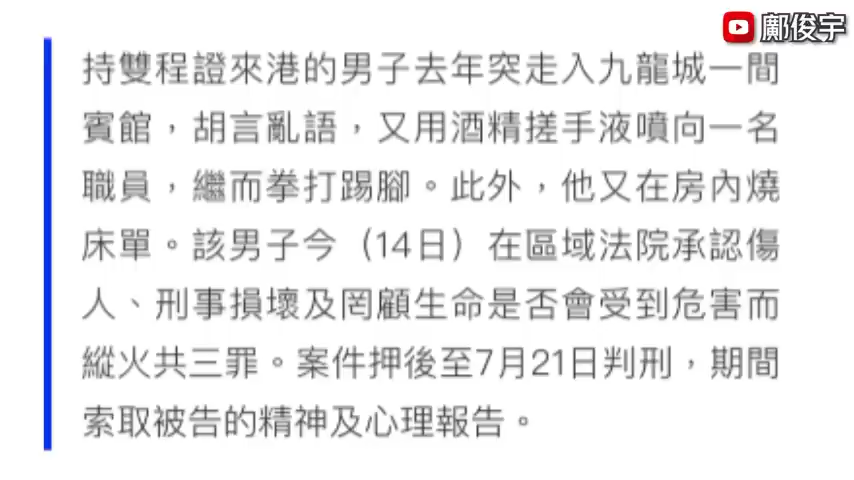 鄺俊宇
持雙程證來港的男子去年突走入九龍城一間
賓館，胡言亂語，又用酒精搓手液噴向一名
職員，繼而拳打踢腳。此外，他又在房內燒
床單。該男子今（14日）在區域法院承認傷
人、刑事損壞及罔顧生命是否會受到危害而
縱火共三罪。案件押後至7月21日判刑，期間
索取被告的精神及心理報告。